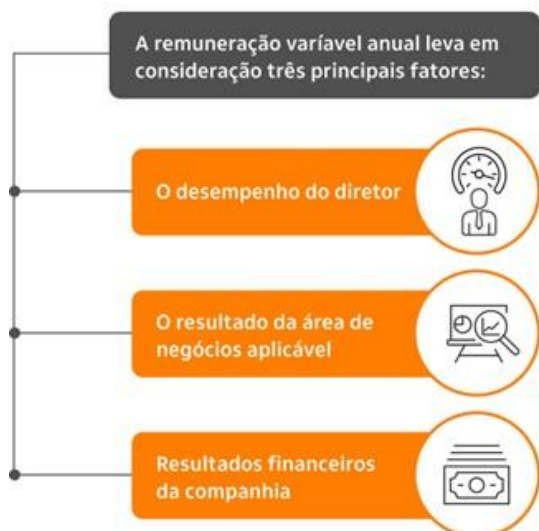 A remuneração varíavel anual leva em
consideração três principais fatores:
O desempenho do diretor
O resultado da área de
negócios aplicável
Resultados financeiros
da companhia